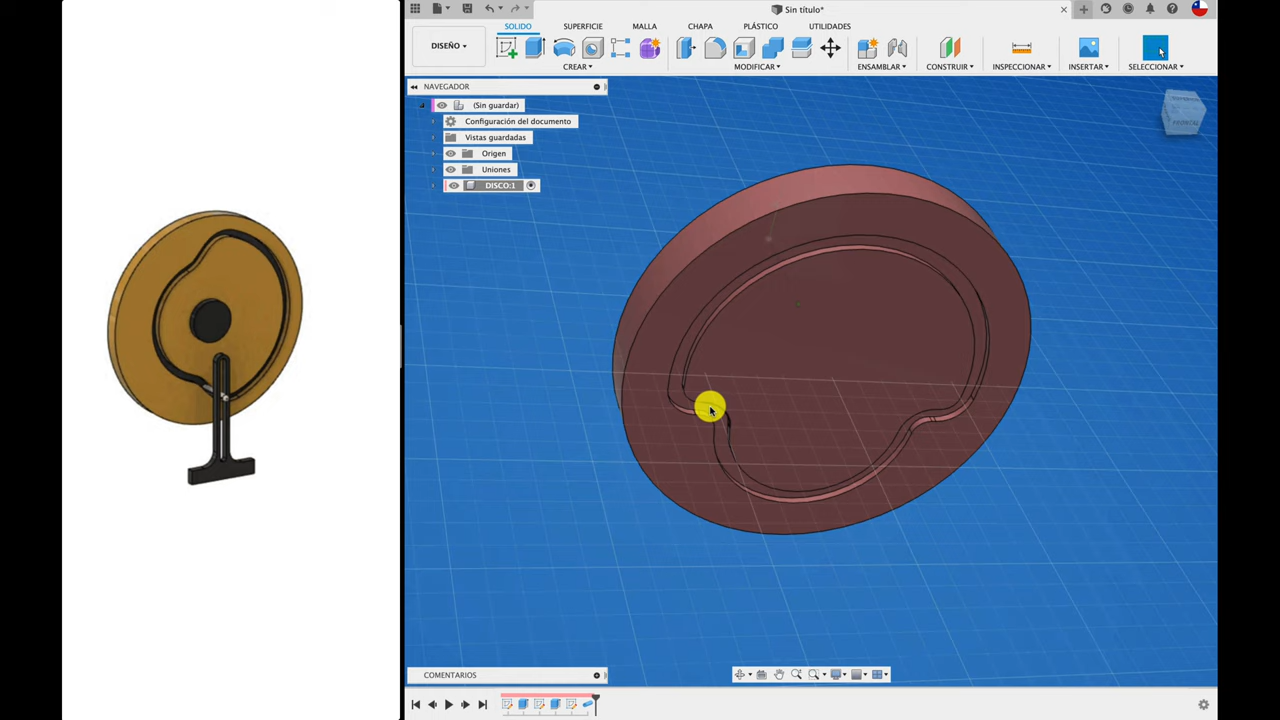 Sin título*
SOLIDO
SUPERFICIE
MALLA
CHAPA
PLÁSTICO
UTILIDADES
DISEÑO
CREAR
MODIFICAR
ENSAMBLAR
CONSTRUIR
INSPECCIONAR
INSERTAR
SELECCIONAR
NAVEGADOR
(Sin guardar)
Configuración del documento
Vistas guardadas
Origen
Uniones
DISCO:1
COMENTARIOS